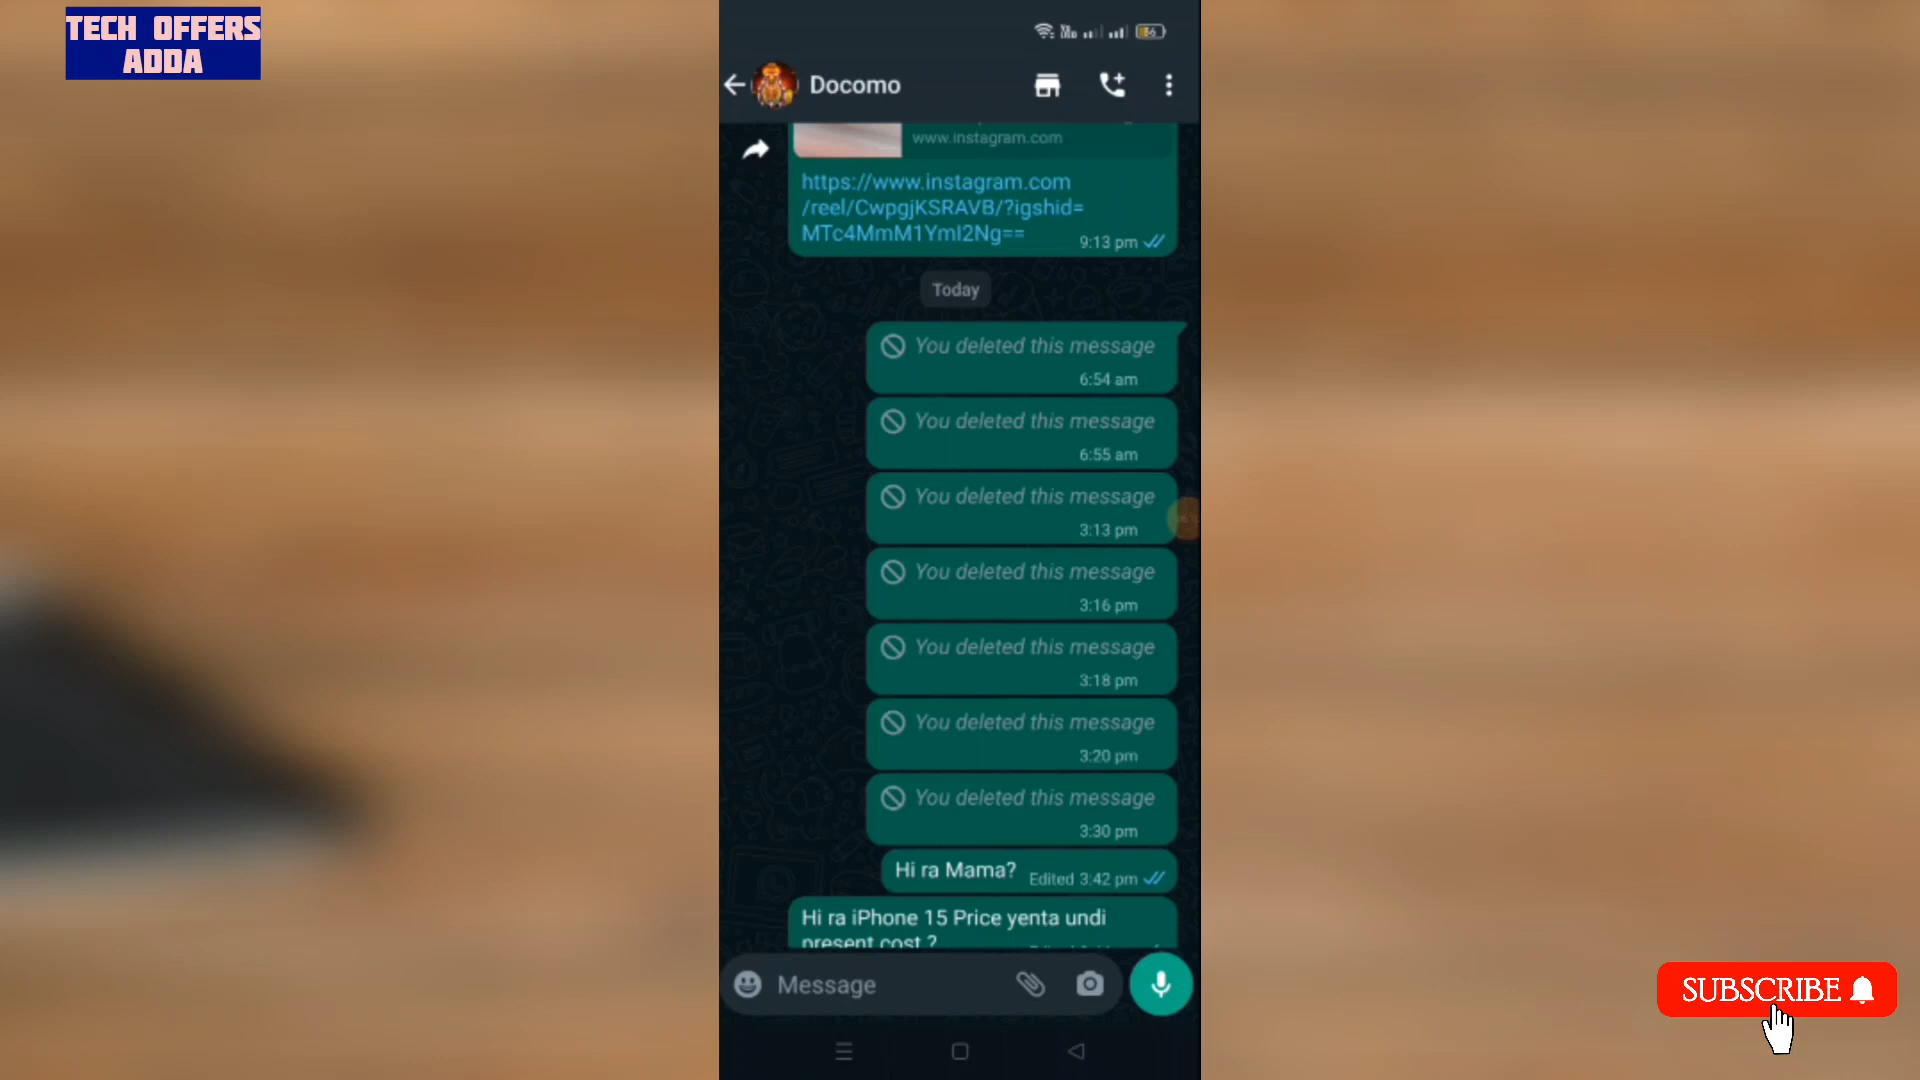 TECH OFFERS
ADDA
56
Docomo
www.instagram.com
https://www.instagram.com
/reel/CwpgjKSRAVB/?igshid=
MTc4MmM1YmI2Ng==
9:13 pm
Today
You deleted this message
6:54 am
You deleted this message
6:55 am
You deleted this message
3:13 pm
You deleted this message
3:16 pm
You deleted this message
3:18 pm
You deleted this message
3:20 pm
You deleted this message
3:30 pm
Hi ra Mama?
Edited 3:42 pm
Hi ra iPhone 15 Price yenta undi
present cost ?
Message
SUBSCRIBE